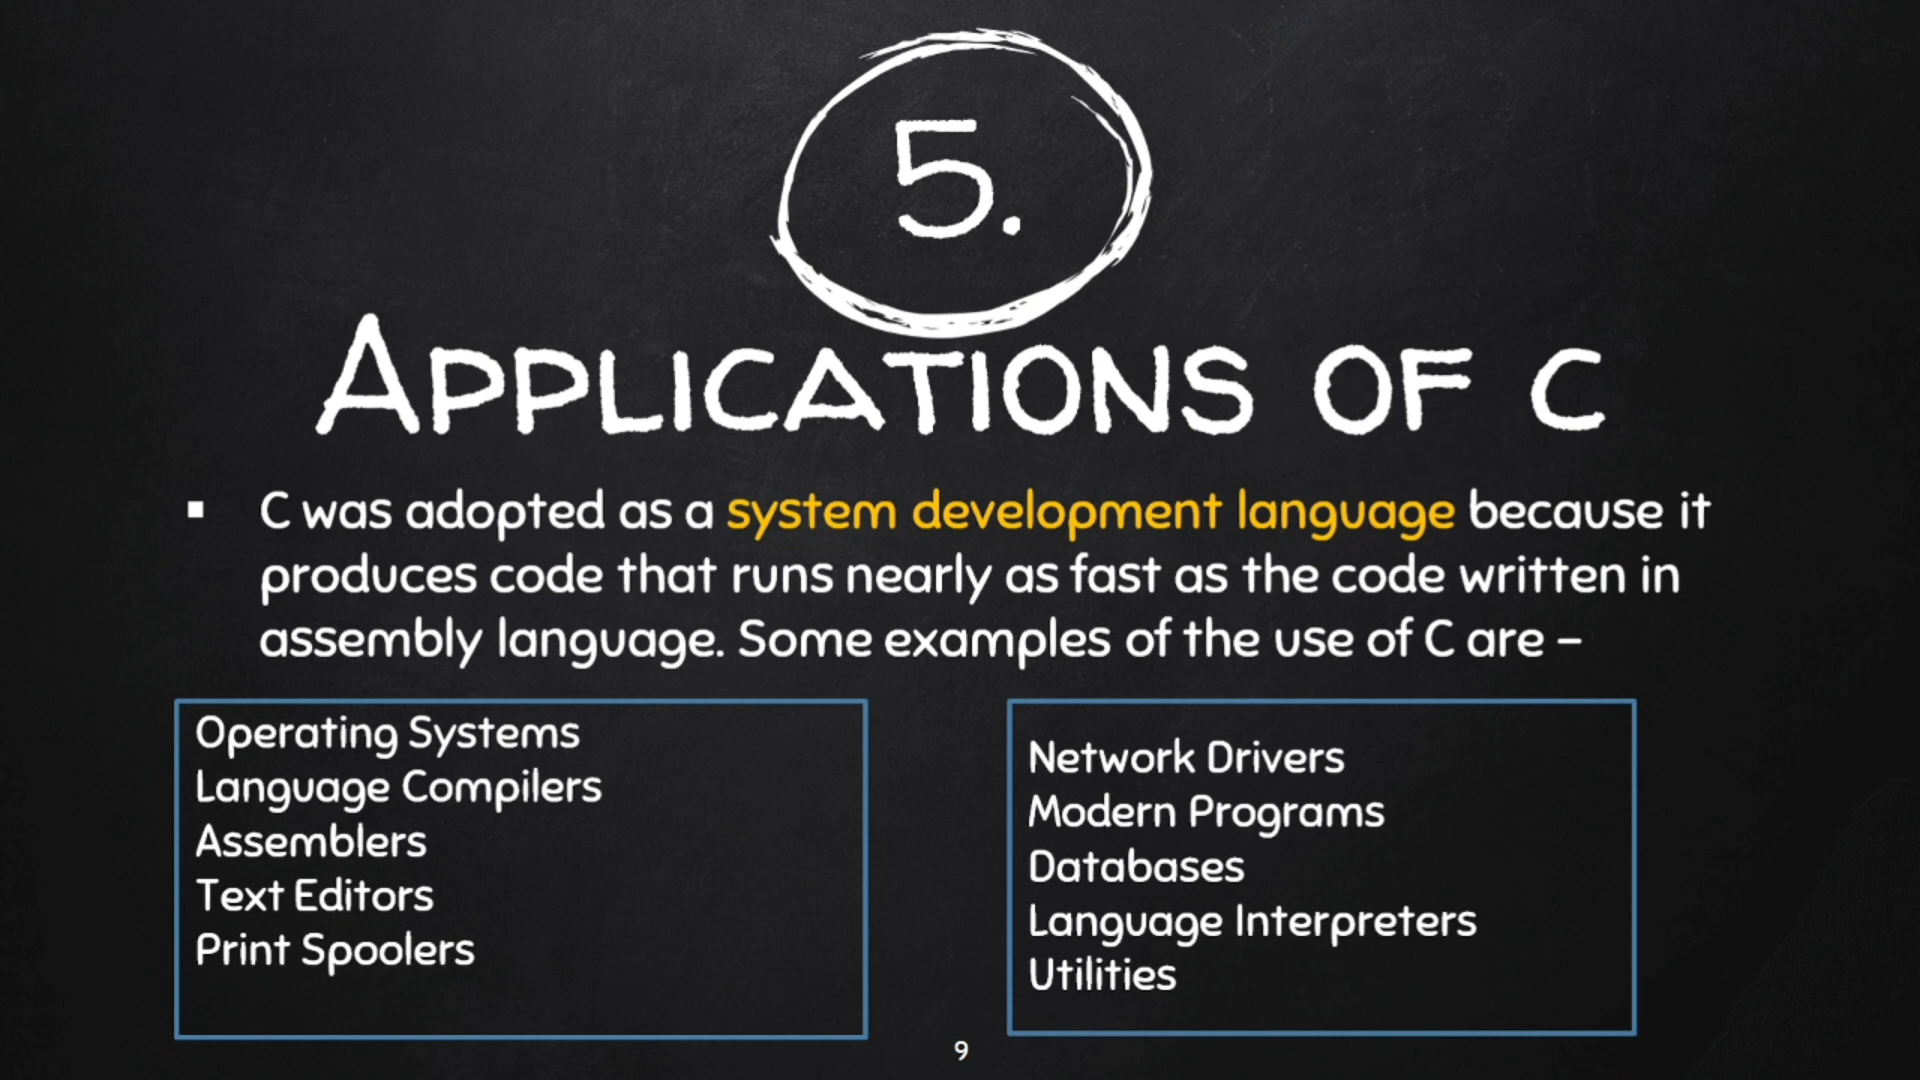 5.
Applications of C
▪ C was adopted as a system development language because it
produces code that runs nearly as fast as the code written in
assembly language. Some examples of the use of C are –
Operating Systems
Language Compilers
Assemblers
Text Editors
Print Spoolers
Network Drivers
Modern Programs
Databases
Language Interpreters
Utilities
9